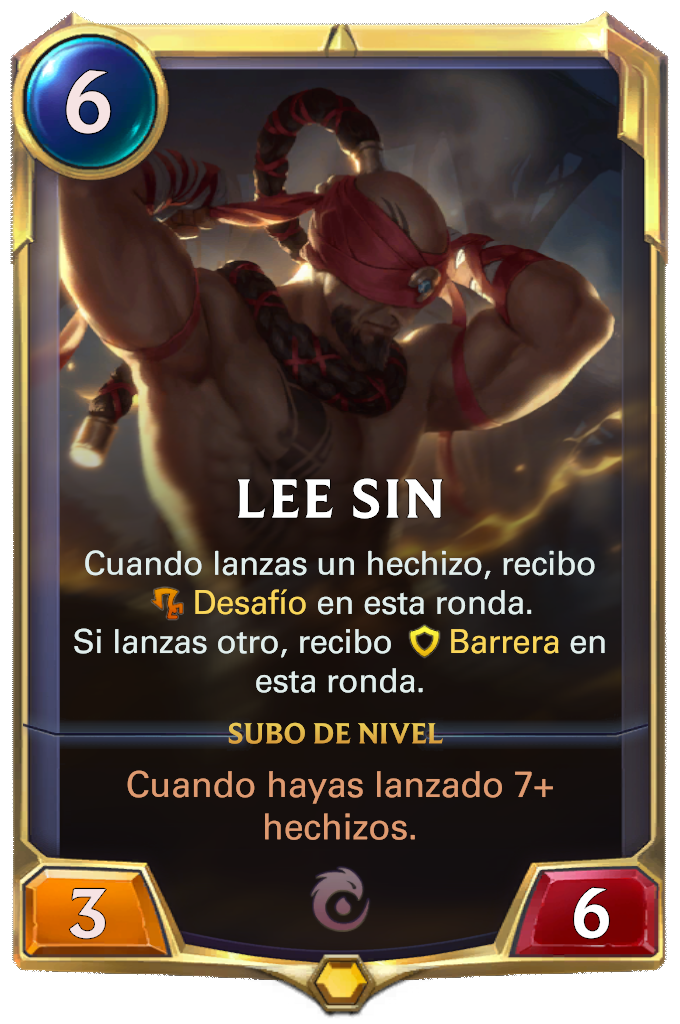 6
LEE SIN
Cuando lanzas un hechizo, recibo
Desafío en esta ronda.
Si lanzas otro, recibo Barrera en
esta ronda.
SUBO DE NIVEL
Cuando hayas lanzado 7+
hechizos.
3
6